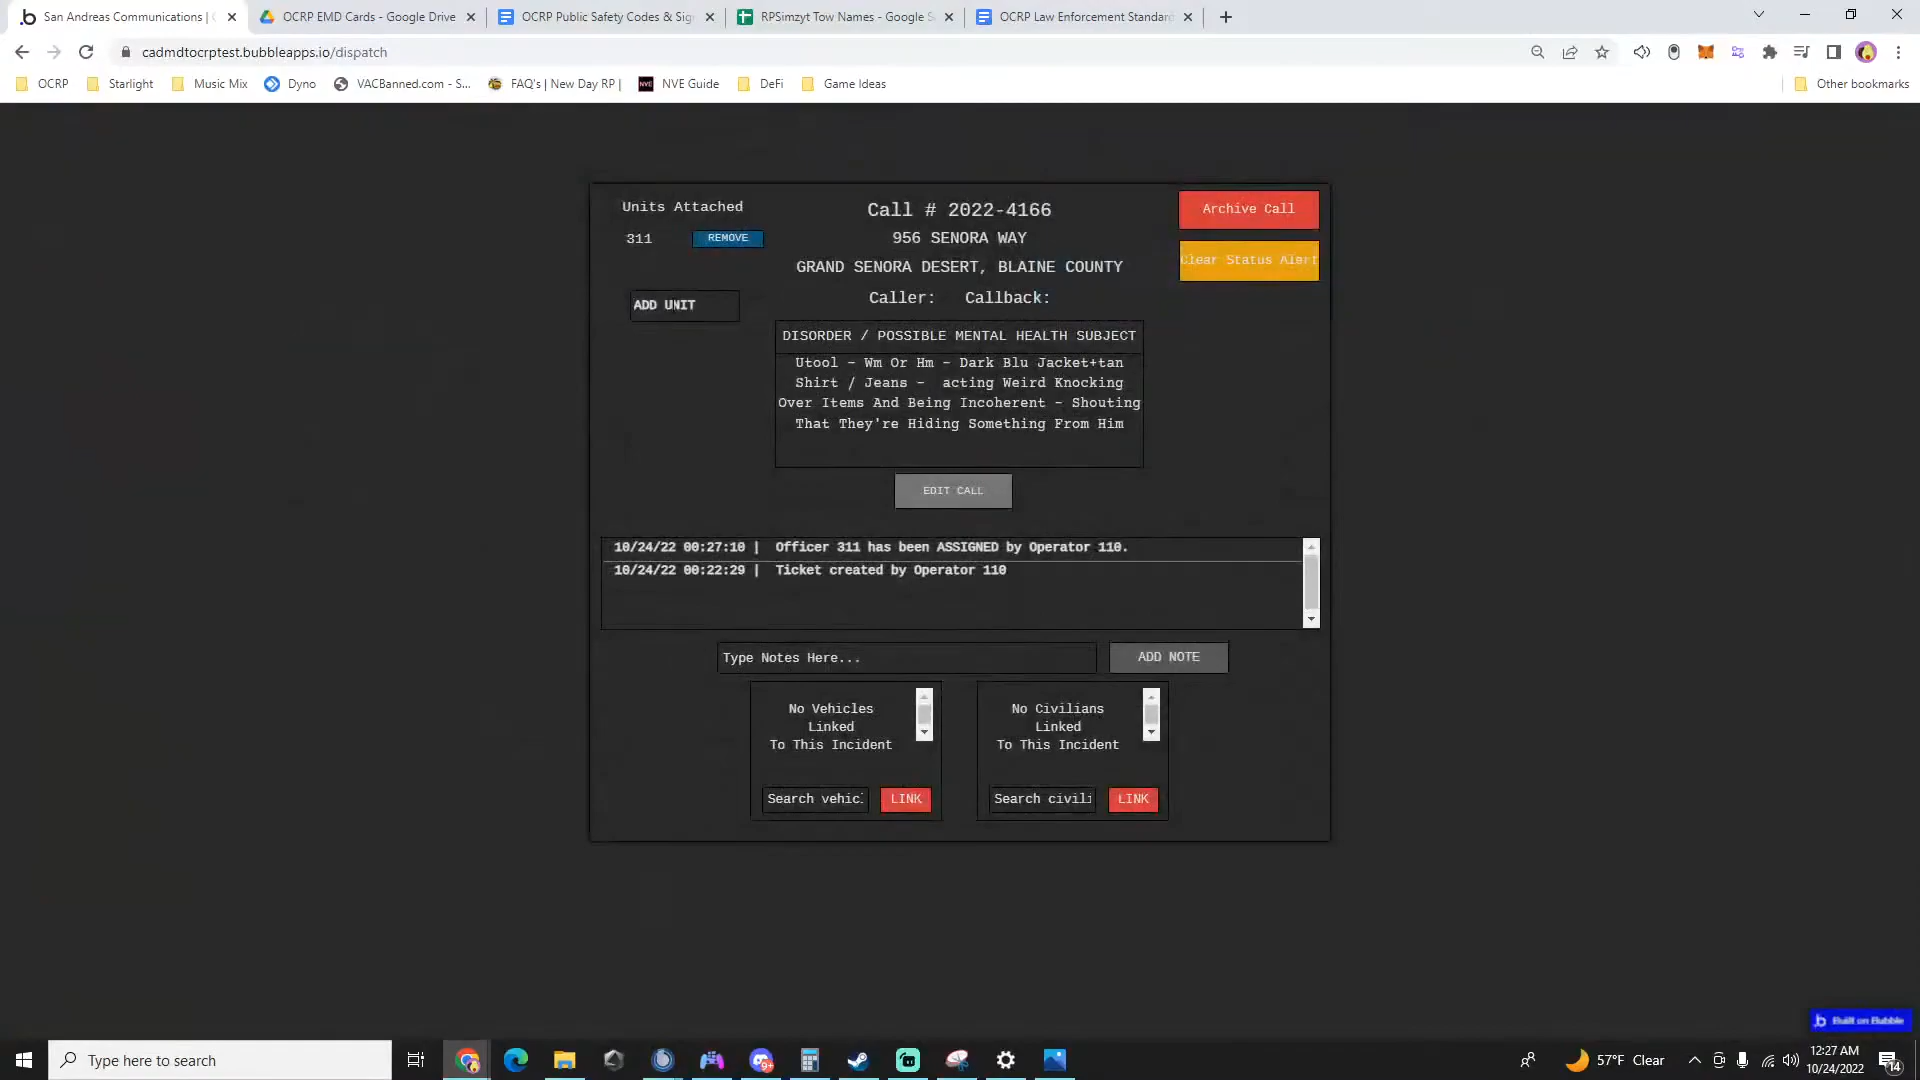 San Andreas Communications |
OCRP EMD Cards - Google Drive
OCRP Public Safety Codes & Sig
RPSimzyt Tow Names - Google S
OCRP Law Enforcement Standard
cadmdtocrptest.bubbleapps.io/dispatch
OCRP
Starlight
Music Mix
Dyno
VACBanned.com - S...
FAQ's | New Day RP |
NVE Guide
DeFi
Game Ideas
Other bookmarks
Units Attached
311
REMOVE
ADD UNIT
Call # 2022-4166
956 SENORA WAY
GRAND SENORA DESERT, BLAINE COUNTY
Caller: Callback:
Archive Call
Clear Status Alert
DISORDER / POSSIBLE MENTAL HEALTH SUBJECT
Utool - Wm Or Hm - Dark Blu Jacket+tan
Shirt / Jeans - acting Weird Knocking
Over Items And Being Incoherent - Shouting
That They're Hiding Something From Him
EDIT CALL
10/24/22 00:27:10 | Officer 311 has been ASSIGNED by Operator 110.
10/24/22 00:22:29 | Ticket created by Operator 110
Type Notes Here...
ADD NOTE
No Vehicles
Linked
To This Incident
Search vehic
LINK
No Civilians
Linked
To This Incident
Search civili
LINK
Built on Bubble
Type here to search
9+
57°F Clear
12:27 AM
10/24/2022
14